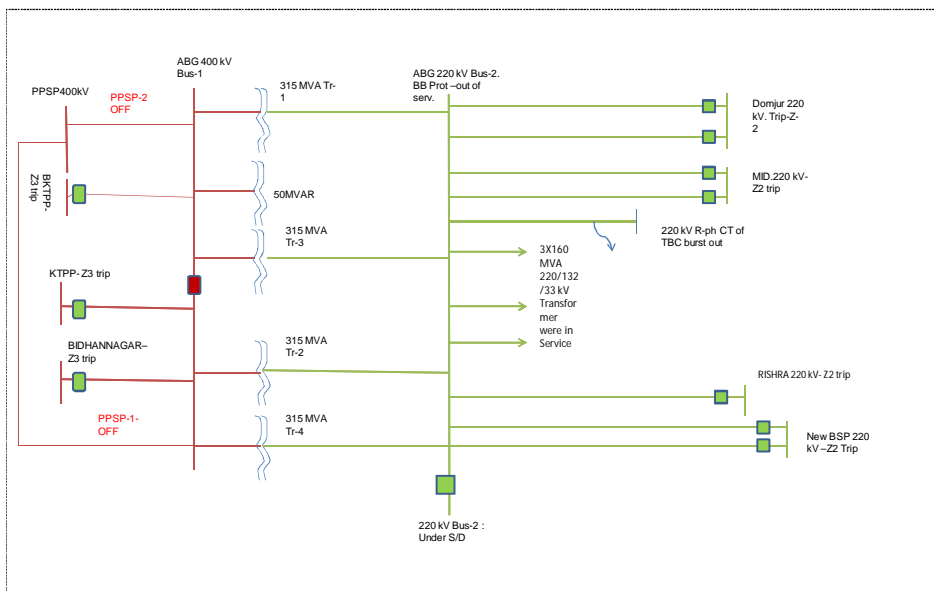 ABG 400 kV
Bus-1
PPSP400kV
PPSP-2
OFF
315 MVA Tr-
1
ABG 220 kV Bus-2.
BB Prot –out of
serv.
Domjur 220
kV. Trip-Z-
2
BKTPP-
Z3 trip
50MVAR
MID.220 kV-
Z2 trip
315 MVA
Tr-3
220 kV R-ph CT of
TBC burst out
KTPP- Z3 trip
3X160
MVA
220/132
/33 kV
Transfor
mer
were in
Service
BIDHANNAGAR–
Z3 trip
315 MVA
Tr-2
RISHRA 220 kV- Z2 trip
PPSP-1-
OFF
315 MVA
Tr-4
New BSP 220
kV –Z2 Trip
220 kV Bus-2 :
Under S/D